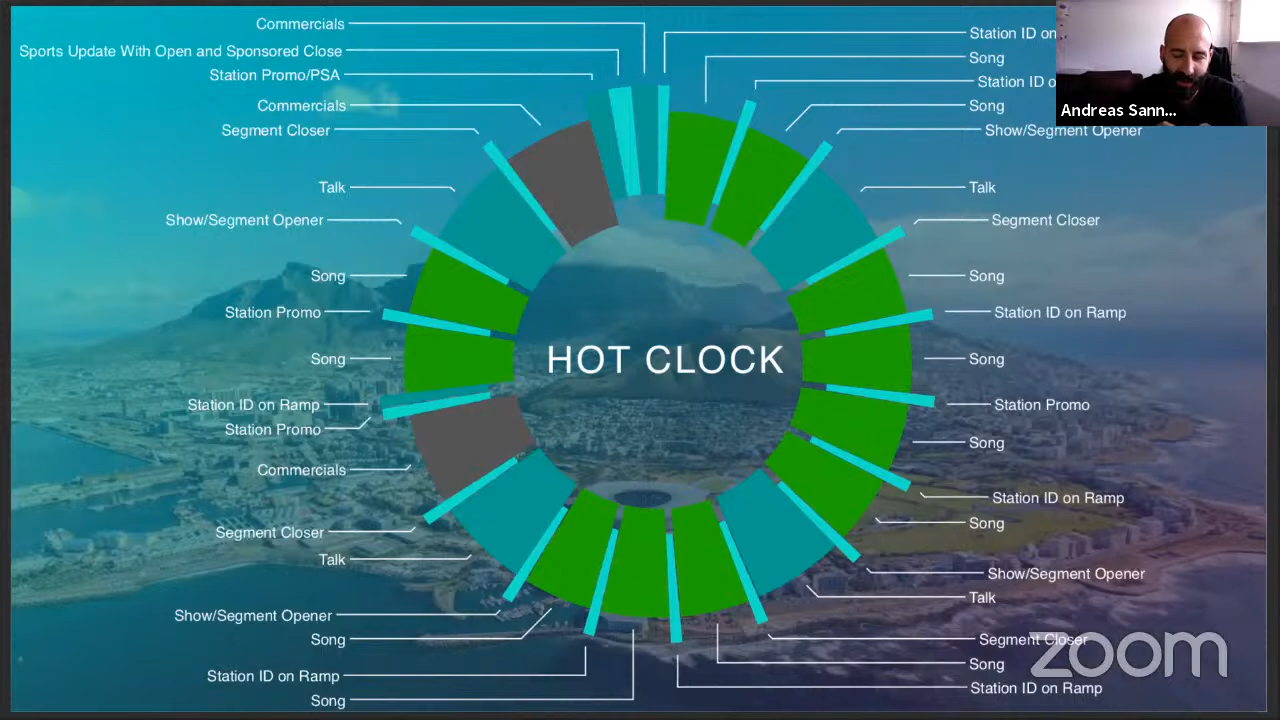 Commercials
Sports Update With Open and Sponsored Close
Station Promo/PSA
Commercials
Segment Closer
Talk
Show/Segment Opener
Song
Station Promo
Song
Station ID on Ramp
Station Promo
Commercials
Segment Closer
Talk
Show/Segment Opener
Song
Station ID on Ramp
Song
HOT CLOCK
Station ID on
Song
Station ID o
Song
Show/Segment Opener
Talk
Segment Closer
Song
Station ID on Ramp
Song
Station Promo
Song
Station ID on Ramp
Song
Show/Segment Opener
Talk
Segment Closer
Song
Station ID on Ramp
Andreas Sann...
zoom